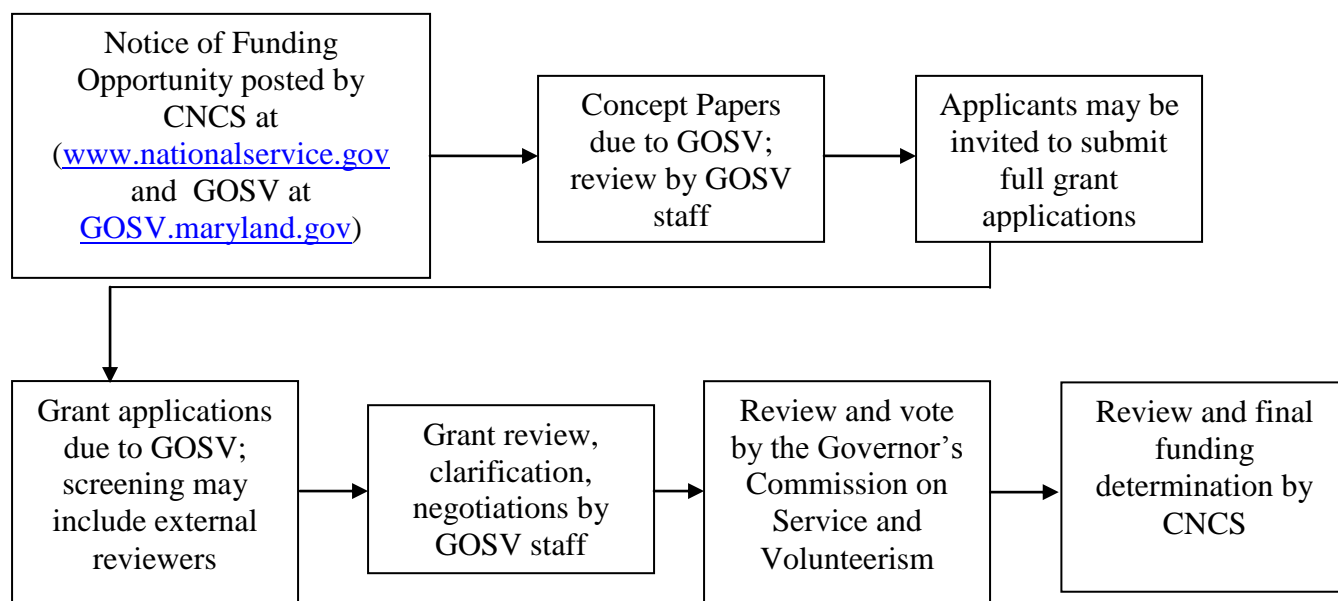 Notice of Funding
Opportunity posted by
CNCS at
(www.nationalservice.gov
and GOSV at
GOSV.maryland.gov)
Concept Papers
due to GOSV;
review by GOSV
staff
Applicants may be
invited to submit
full grant
applications
Grant applications
due to GOSV;
screening may
include external
reviewers
Grant review,
clarification,
negotiations by
GOSV staff
Review and vote
by the Governor’s
Commission on
Service and
Volunteerism
Review and final
funding
determination by
CNCS